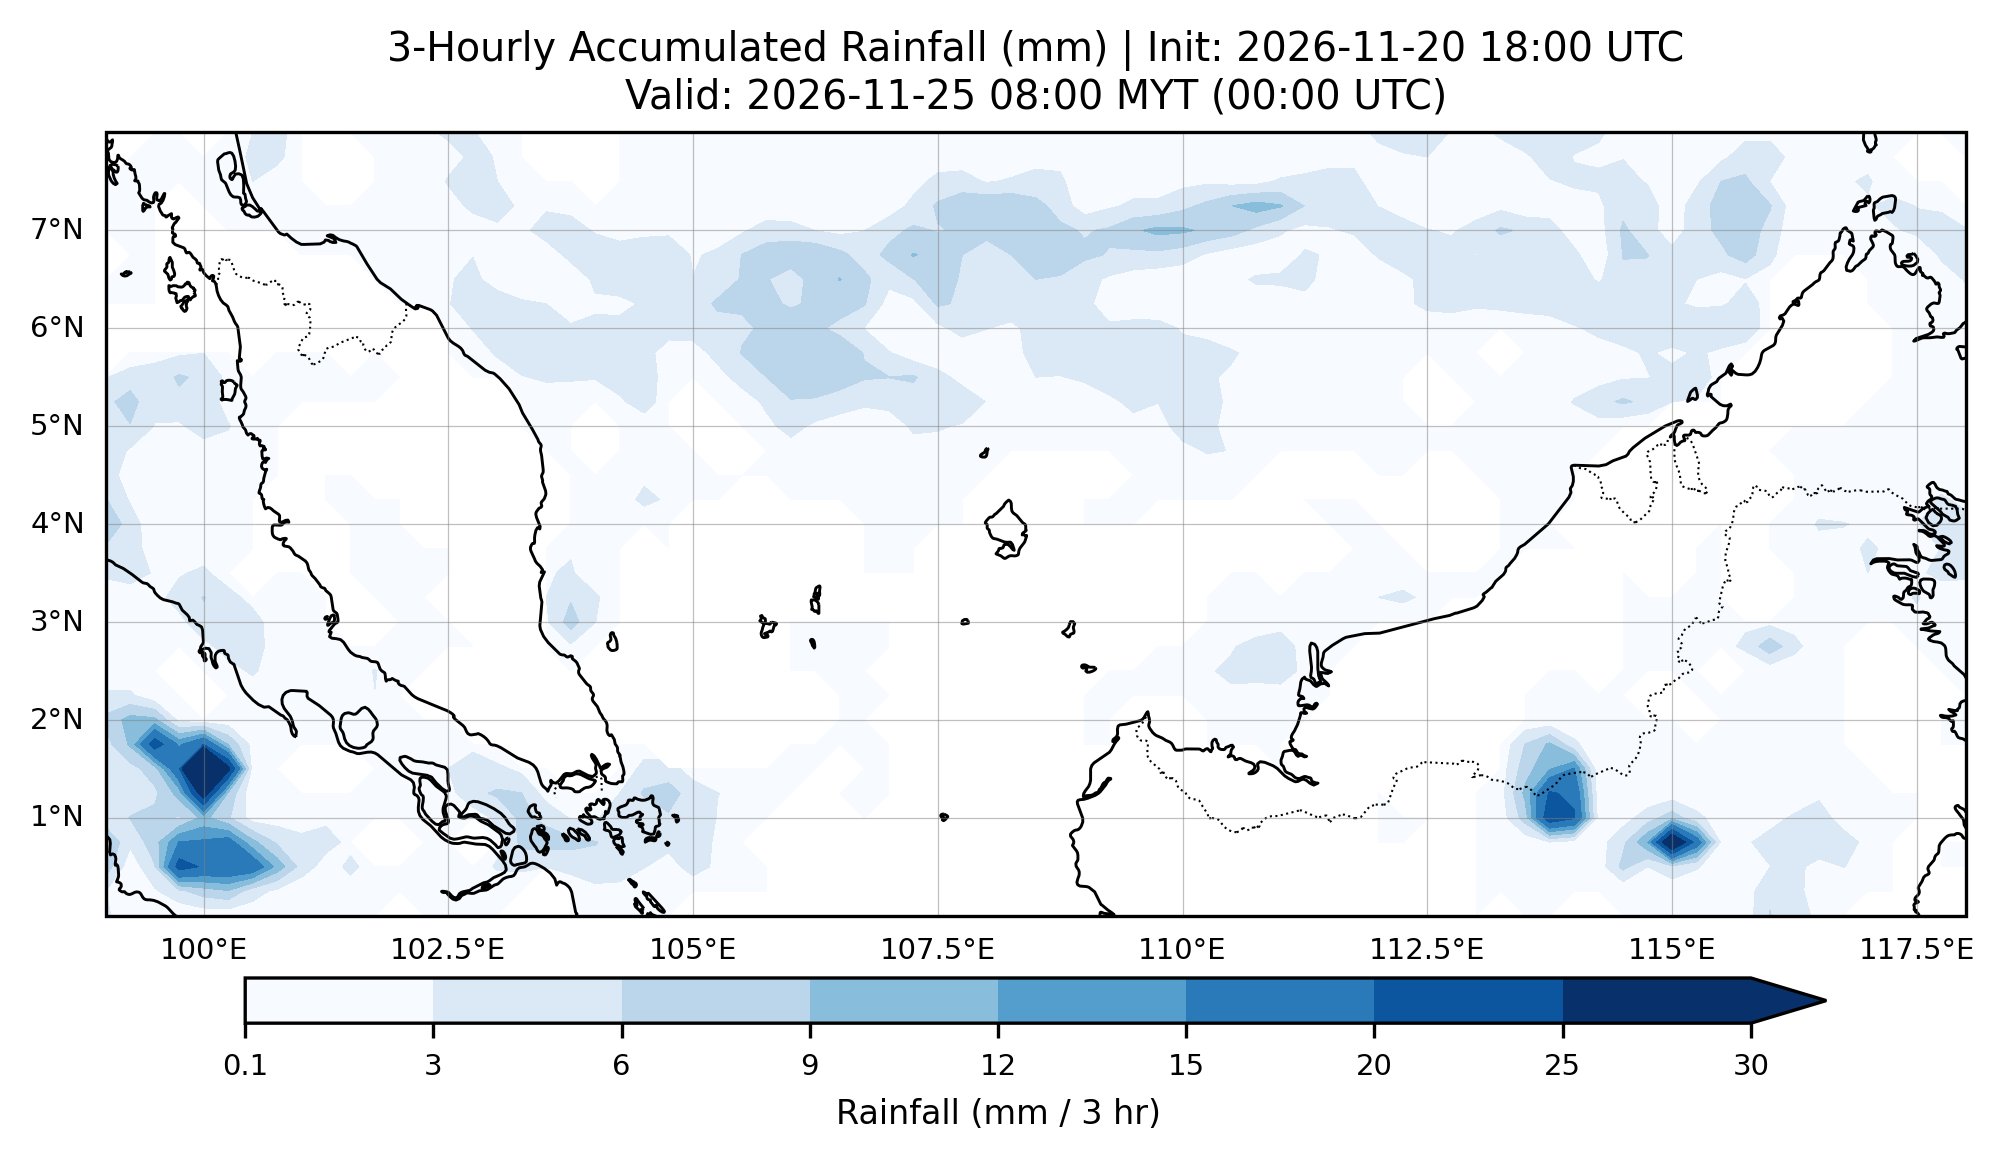 3-Hourly Accumulated Rainfall (mm) | Init: 2026-11-20 18:00 UTC
Valid: 2026-11-25 08:00 MYT (00:00 UTC)
7°N
6°N
5°N
4°N
3°N
2°N
1°N
100°E 102.5°E 105°E 107.5°E 110°E 112.5°E 115°E 117.5°E
0.1 3 6 9 12 15 20 25 30
Rainfall (mm / 3 hr)